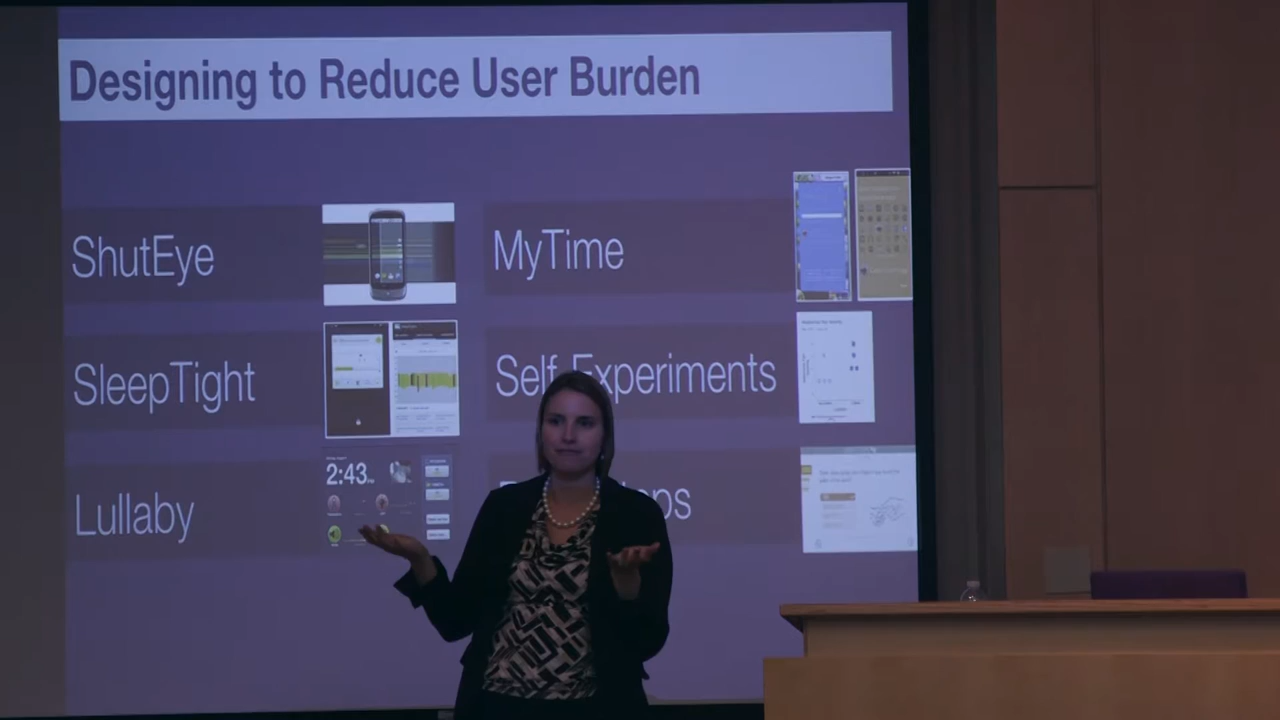 Designing to Reduce User Burden
ShutEye
MyTime
SleepTight
Self-Experiments
Lullaby
2:43